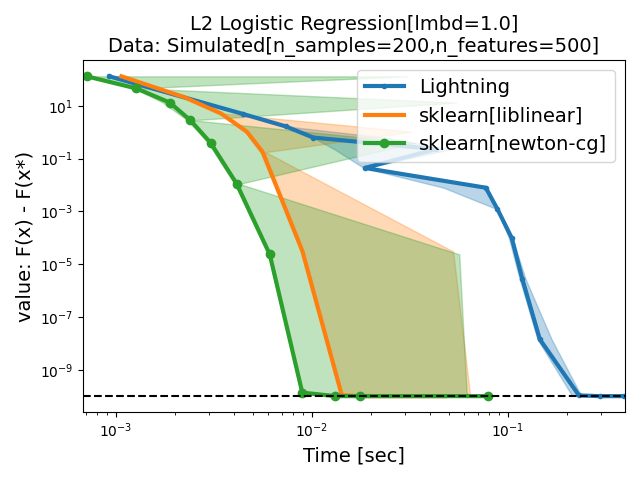 L2 Logistic Regression[lmbd=1.0]
Data: Simulated[n_samples=200,n_features=500]
Lightning
sklearn[liblinear]
sklearn[newton-cg]
value: F(x) - F(x*)
10¹
10⁻¹
10⁻³
10⁻⁵
10⁻⁷
10⁻⁹
10⁻³
10⁻²
10⁻¹
Time [sec]